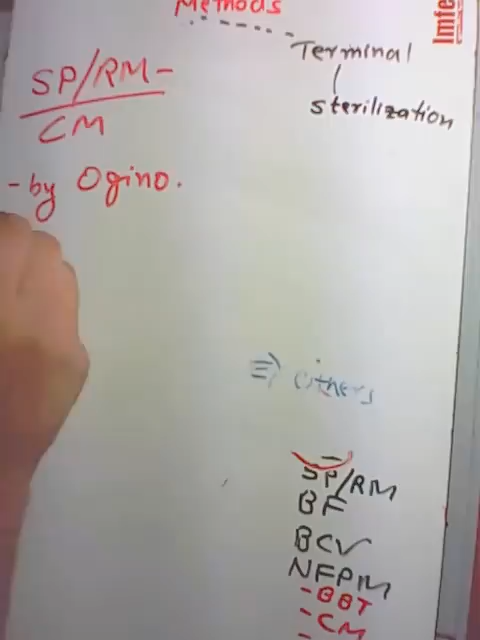 Methods
Terminal
sterilization
SP/RM-
CM
- by Ogino.
=) Others
SP/RM
BF
BCV
NFPM
- BBT
- CM